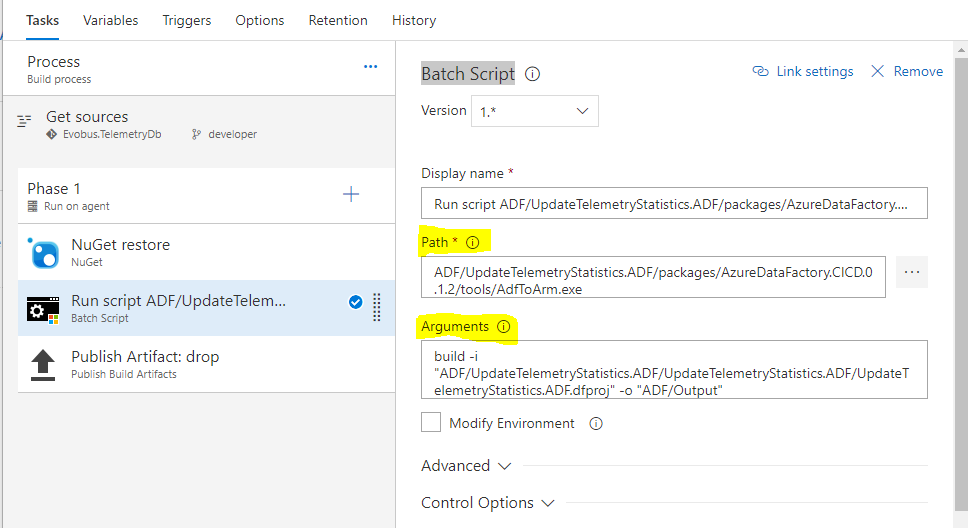 Tasks Variables Triggers Options Retention History
Process
Build process
...
Get sources
Evobus.TelemetryDb developer
Phase 1
Run on agent
+
NuGet restore
NuGet
Run script ADF/UpdateTelem...
Batch Script
Publish Artifact: drop
Publish Build Artifacts
Batch Script
Link settings Remove
Version 1.*
Display name *
Run script ADF/UpdateTelemetryStatistics.ADF/packages/AzureDataFactory....
Path *
ADF/UpdateTelemetryStatistics.ADF/packages/AzureDataFactory.CICD.0
.1.2/tools/AdfToArm.exe
...
Arguments
build -i
"ADF/UpdateTelemetryStatistics.ADF/UpdateTelemetryStatistics.ADF/UpdateT
elemetryStatistics.ADF.dfproj" -o "ADF/Output"
Modify Environment
Advanced
Control Options